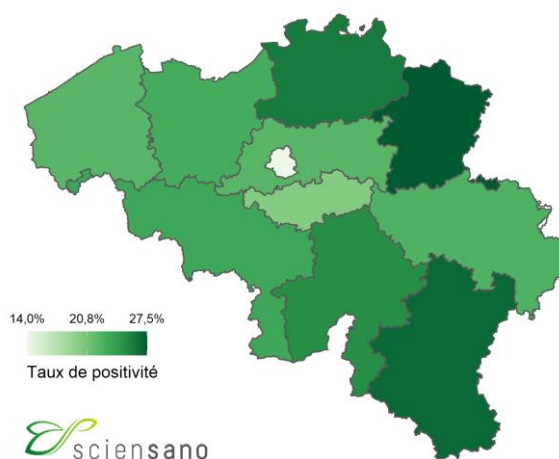 14,0% 20,8% 27,5%
Taux de positivité
sciensano